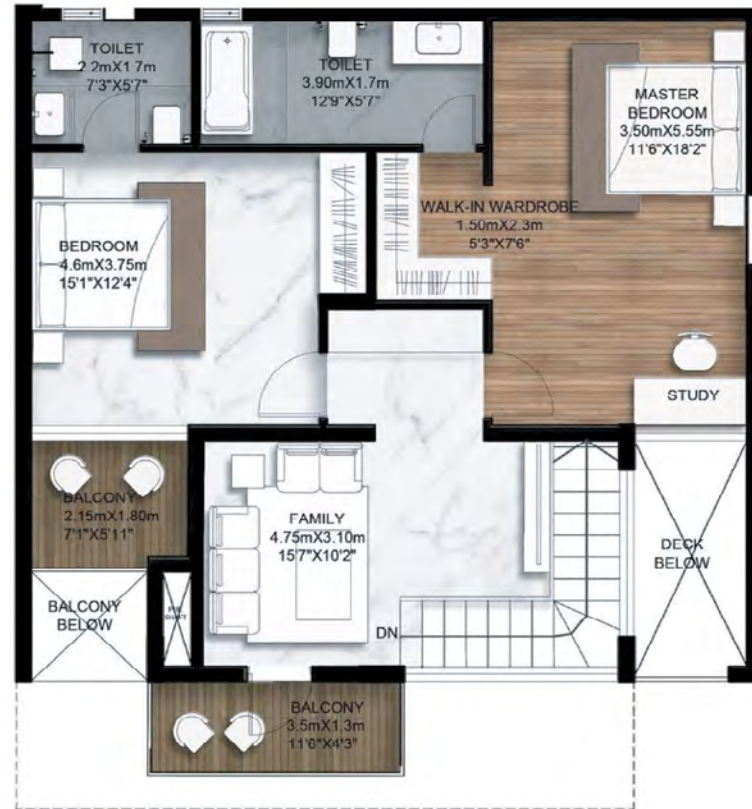 TOILET
2.2mX1.7m
7'3"X5'7"
TOILET
3.90mX1.7m
12'9"X5'7"
MASTER
BEDROOM
3.50mX5.55m
11'6"X18'2"
WALK-IN WARDROBE
1.50mX2.3m
5'3"X7'6"
BEDROOM
4.6mX3.75m
15'1"X12'4"
STUDY
BALCONY
2.15mX1.80m
7'1"X5'11"
FAMILY
4.75mX3.10m
15'7"X10'2"
DECK
BELOW
BALCONY
BELOW
DN
BALCONY
3.5mX1.3m
11'6"X4'3"